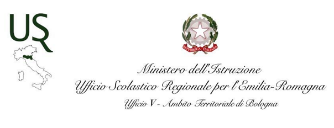 USR
Ministero dell'Istruzione
Ufficio Scolastico Regionale per l'Emilia-Romagna
Ufficio V - Ambito Territoriale di Bologna